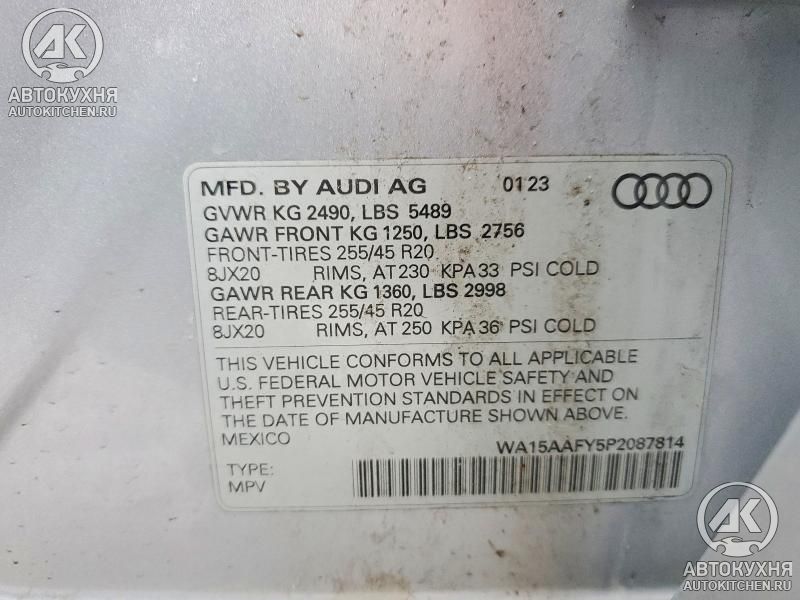 AK
АВТОКУХНЯ
AUTOKITCHEN.RU
MFD. BY AUDI AG 01 23
GVWR KG 2490, LBS 5489
GAWR FRONT KG 1250, LBS 2756
FRONT-TIRES 255/45 R20
8JX20 RIMS, AT 230 KPA 33 PSI COLD
GAWR REAR KG 1360, LBS 2998
REAR-TIRES 255/45 R20
8JX20 RIMS, AT 250 KPA 36 PSI COLD
THIS VEHICLE CONFORMS TO ALL APPLICABLE
U.S. FEDERAL MOTOR VEHICLE SAFETY AND
THEFT PREVENTION STANDARDS IN EFFECT ON
THE DATE OF MANUFACTURE SHOWN ABOVE.
MEXICO
WA15AAFY5P2087814
TYPE:
MPV
AK
АВТОКУХНЯ
AUTOKITCHEN.RU